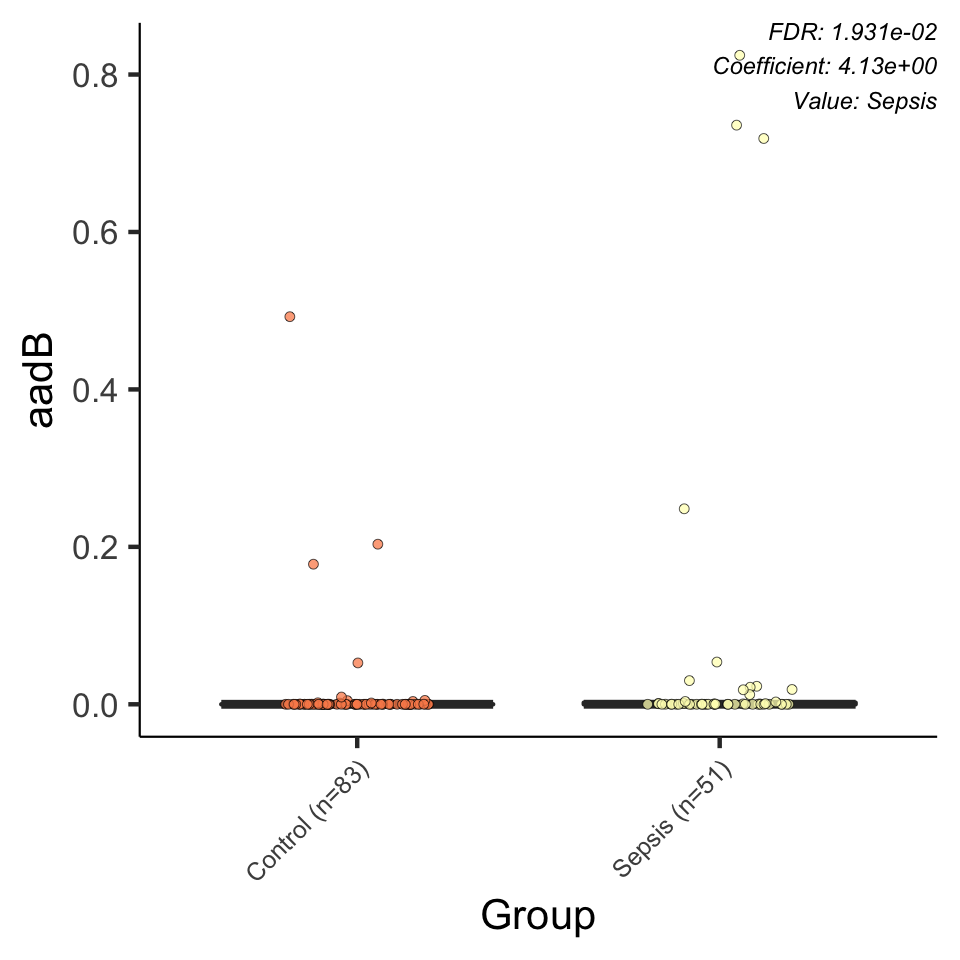 FDR: 1.931e-02
Coefficient: 4.13e+00
Value: Sepsis
aadB
0.8
0.6
0.4
0.2
0.0
Control (n=83)
Sepsis (n=51)
Group